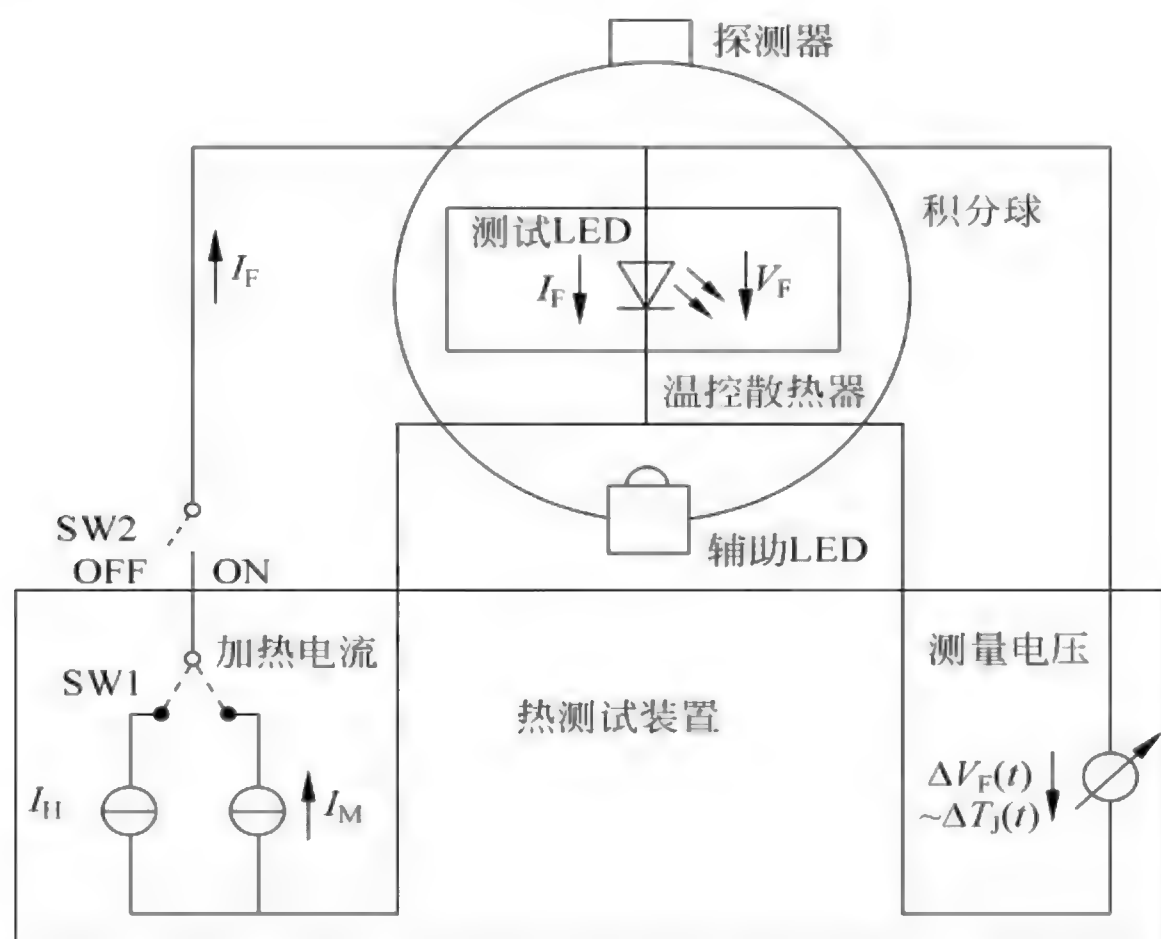 探测器
积分球
测试LED
I_F
I_F
V_F
温控散热器
SW2
OFF
ON
辅助LED
加热电流
测量电压
SW1
热测试装置
I_H
I_M
ΔV_F(t)
~ΔT_J(t)